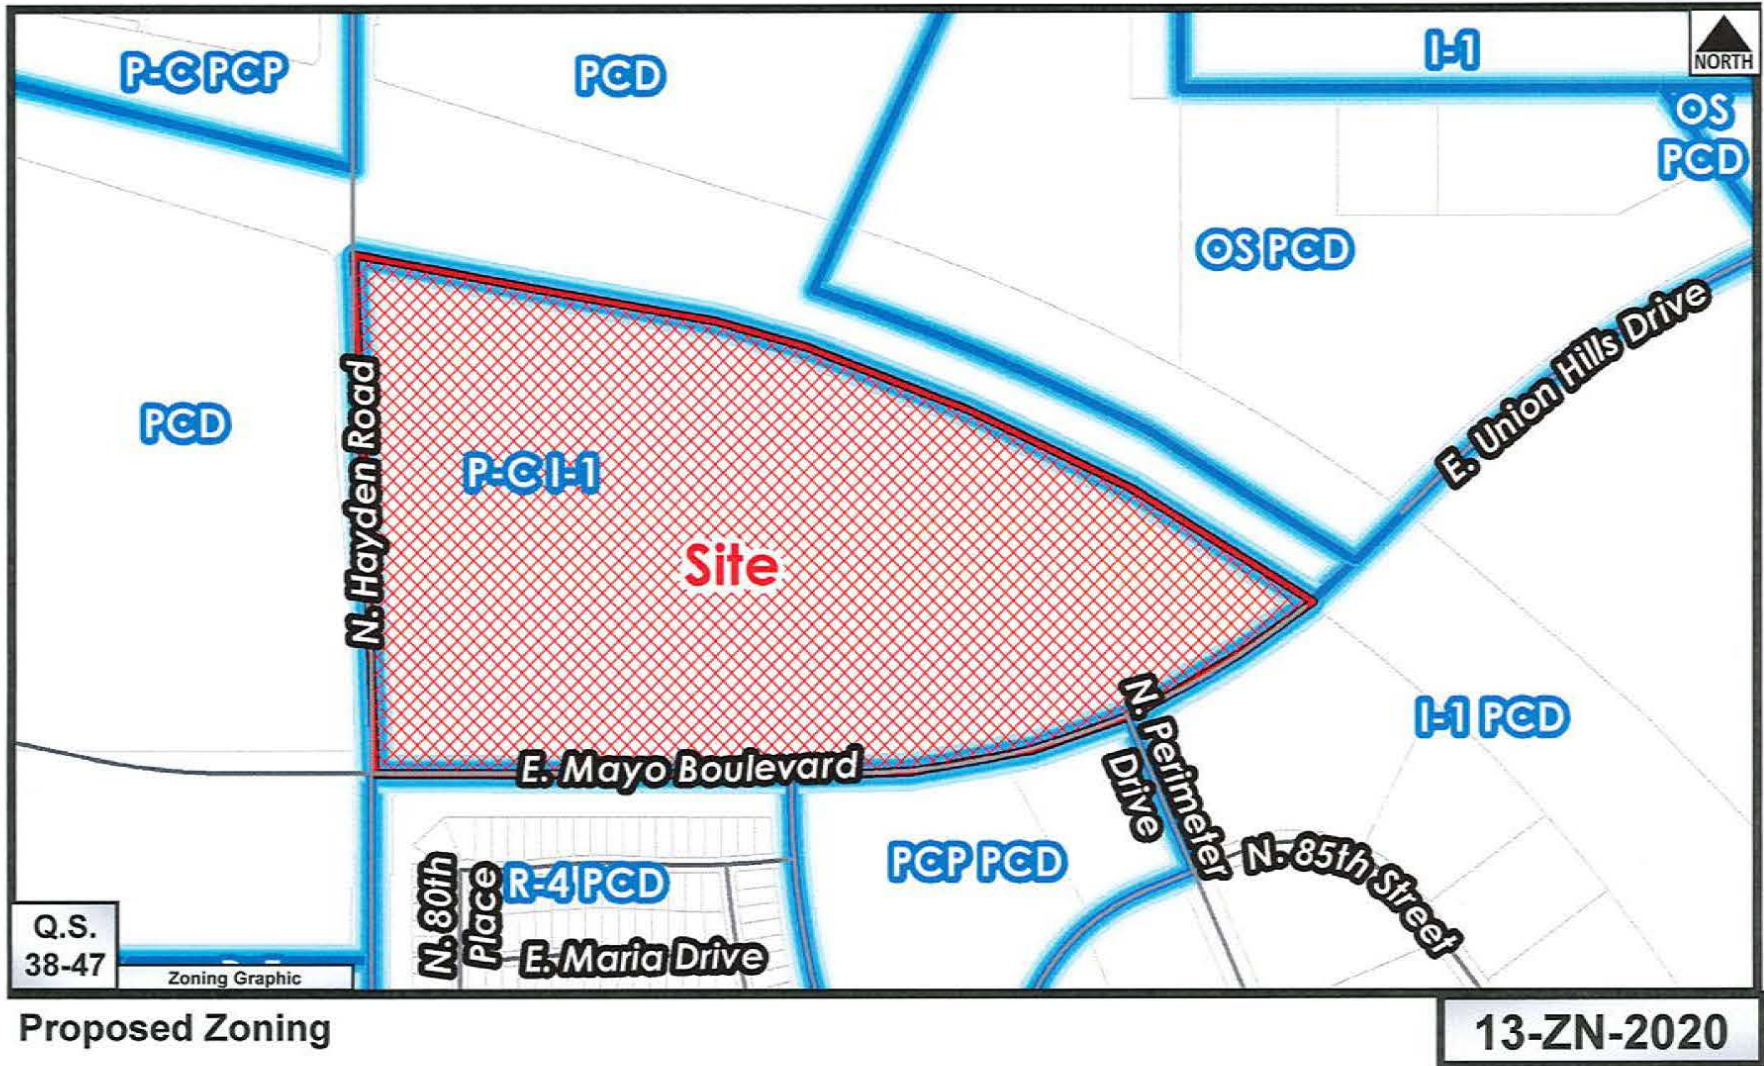 P-C PCP
PCD
I-1
NORTH
OS
PCD
OS PCD
E. Union Hills Drive
PCD
N. Hayden Road
P-C I-1
Site
N. Perimeter
Drive
I-1 PCD
E. Mayo Boulevard
N. 80th
Place
R-4 PCD
PCP PCD
N. 85th Street
E. Maria Drive
Q.S.
38-47
Zoning Graphic
Proposed Zoning
13-ZN-2020